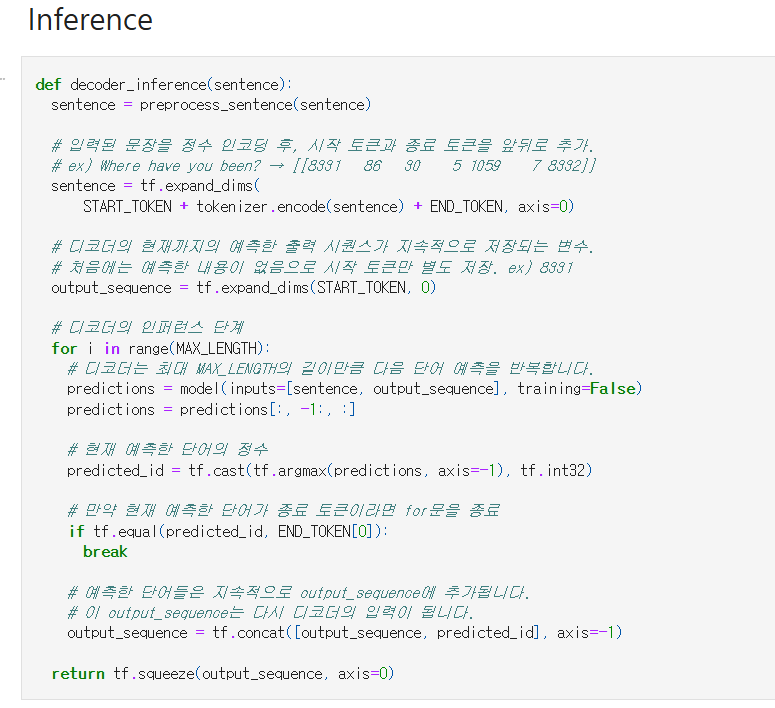 Inference
def decoder_inference(sentence):
  sentence = preprocess_sentence(sentence)
  # 입력된 문장을 정수 인코딩 후, 시작 토큰과 종료 토큰을 앞뒤로 추가.
  # ex) Where have you been? → [[8331   86   30    5 1059    7 8332]]
  sentence = tf.expand_dims(
      START_TOKEN + tokenizer.encode(sentence) + END_TOKEN, axis=0)
  # 디코더의 현재까지의 예측한 출력 시퀀스가 지속적으로 저장되는 변수.
  # 처음에는 예측한 내용이 없음으로 시작 토큰만 별도 저장. ex) 8331
  output_sequence = tf.expand_dims(START_TOKEN, 0)
  # 디코더의 인퍼런스 단계
  for i in range(MAX_LENGTH):
    # 디코더는 최대 MAX_LENGTH의 길이만큼 다음 단어 예측을 반복합니다.
    predictions = model(inputs=[sentence, output_sequence], training=False)
    predictions = predictions[:, -1:, :]
    # 현재 예측한 단어의 정수
    predicted_id = tf.cast(tf.argmax(predictions, axis=-1), tf.int32)
    # 만약 현재 예측한 단어가 종료 토큰이라면 for문을 종료
    if tf.equal(predicted_id, END_TOKEN[0]):
      break
    # 예측한 단어들은 지속적으로 output_sequence에 추가됩니다.
    # 이 output_sequence는 다시 디코더의 입력이 됩니다.
    output_sequence = tf.concat([output_sequence, predicted_id], axis=-1)
  return tf.squeeze(output_sequence, axis=0)